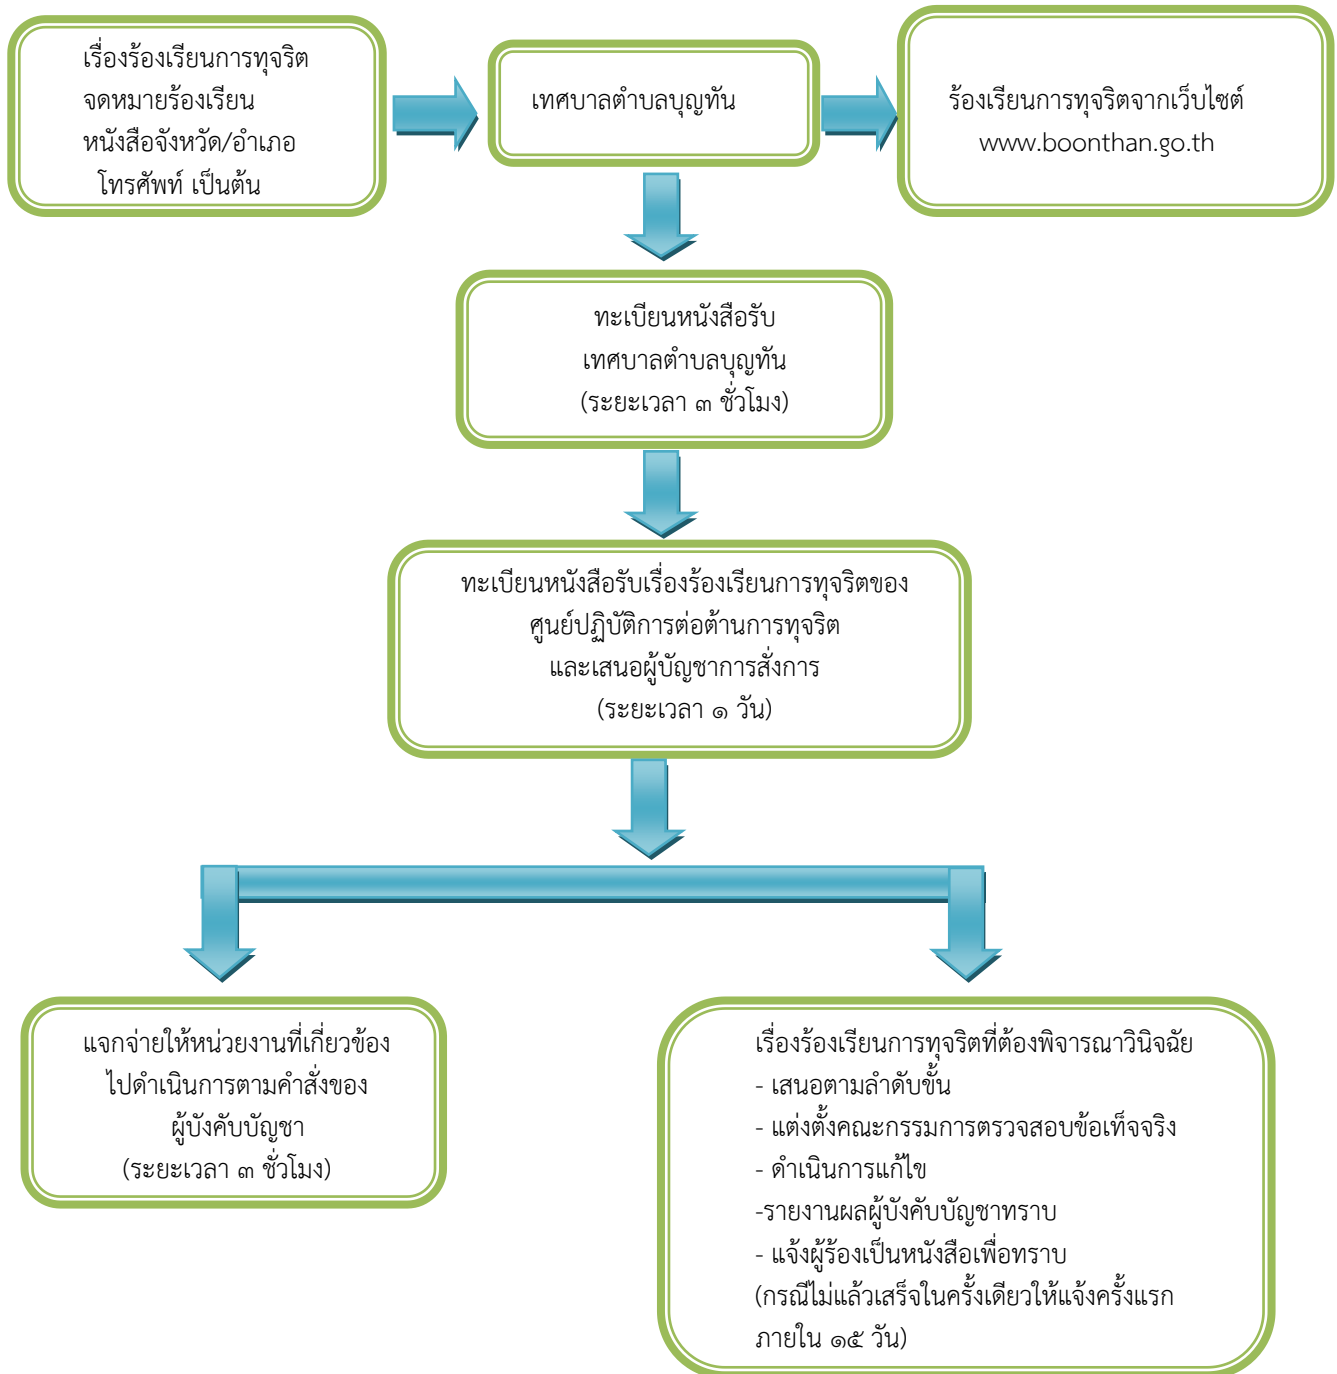 เรื่องร้องเรียนการทุจริต
จดหมายร้องเรียน
หนังสือจังหวัด/อำเภอ
โทรศัพท์ เป็นต้น
เทศบาลตำบลบุญทัน
ร้องเรียนการทุจริตจากเว็บไซต์
www.boonthan.go.th
ทะเบียนหนังสือรับ
เทศบาลตำบลบุญทัน
(ระยะเวลา ๓ ชั่วโมง)
ทะเบียนหนังสือรับเรื่องร้องเรียนการทุจริตของ
ศูนย์ปฏิบัติการต่อต้านการทุจริต
และเสนอผู้บัญชาการสั่งการ
(ระยะเวลา ๑ วัน)
แจกจ่ายให้หน่วยงานที่เกี่ยวข้อง
ไปดำเนินการตามคำสั่งของ
ผู้บังคับบัญชา
(ระยะเวลา ๓ ชั่วโมง)
เรื่องร้องเรียนการทุจริตที่ต้องพิจารณาวินิจฉัย
- เสนอตามลำดับขั้น
- แต่งตั้งคณะกรรมการตรวจสอบข้อเท็จจริง
- ดำเนินการแก้ไข
-รายงานผลผู้บังคับบัญชาทราบ
- แจ้งผู้ร้องเป็นหนังสือเพื่อทราบ
(กรณีไม่แล้วเสร็จในครั้งเดียวให้แจ้งครั้งแรก
ภายใน ๑๕ วัน)